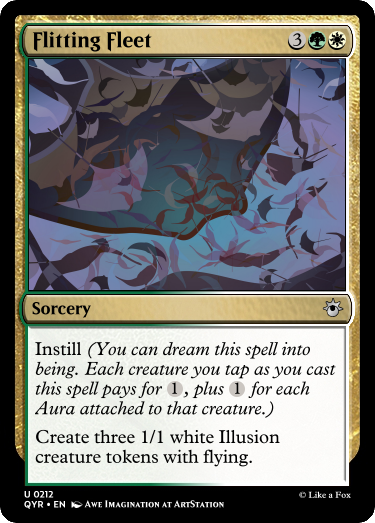 Flitting Fleet 3
Sorcery
Instill (You can dream this spell into
being. Each creature you tap as you cast
this spell pays for 1, plus 1 for each
Aura attached to that creature.)
Create three 1/1 white Illusion
creature tokens with flying.
U 0212
QYR • EN Awe Imagination at ArtStation
© Like a Fox